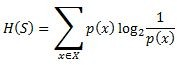 H(S) = ∑_{x∈X} p(x) log₂ 1/p(x)